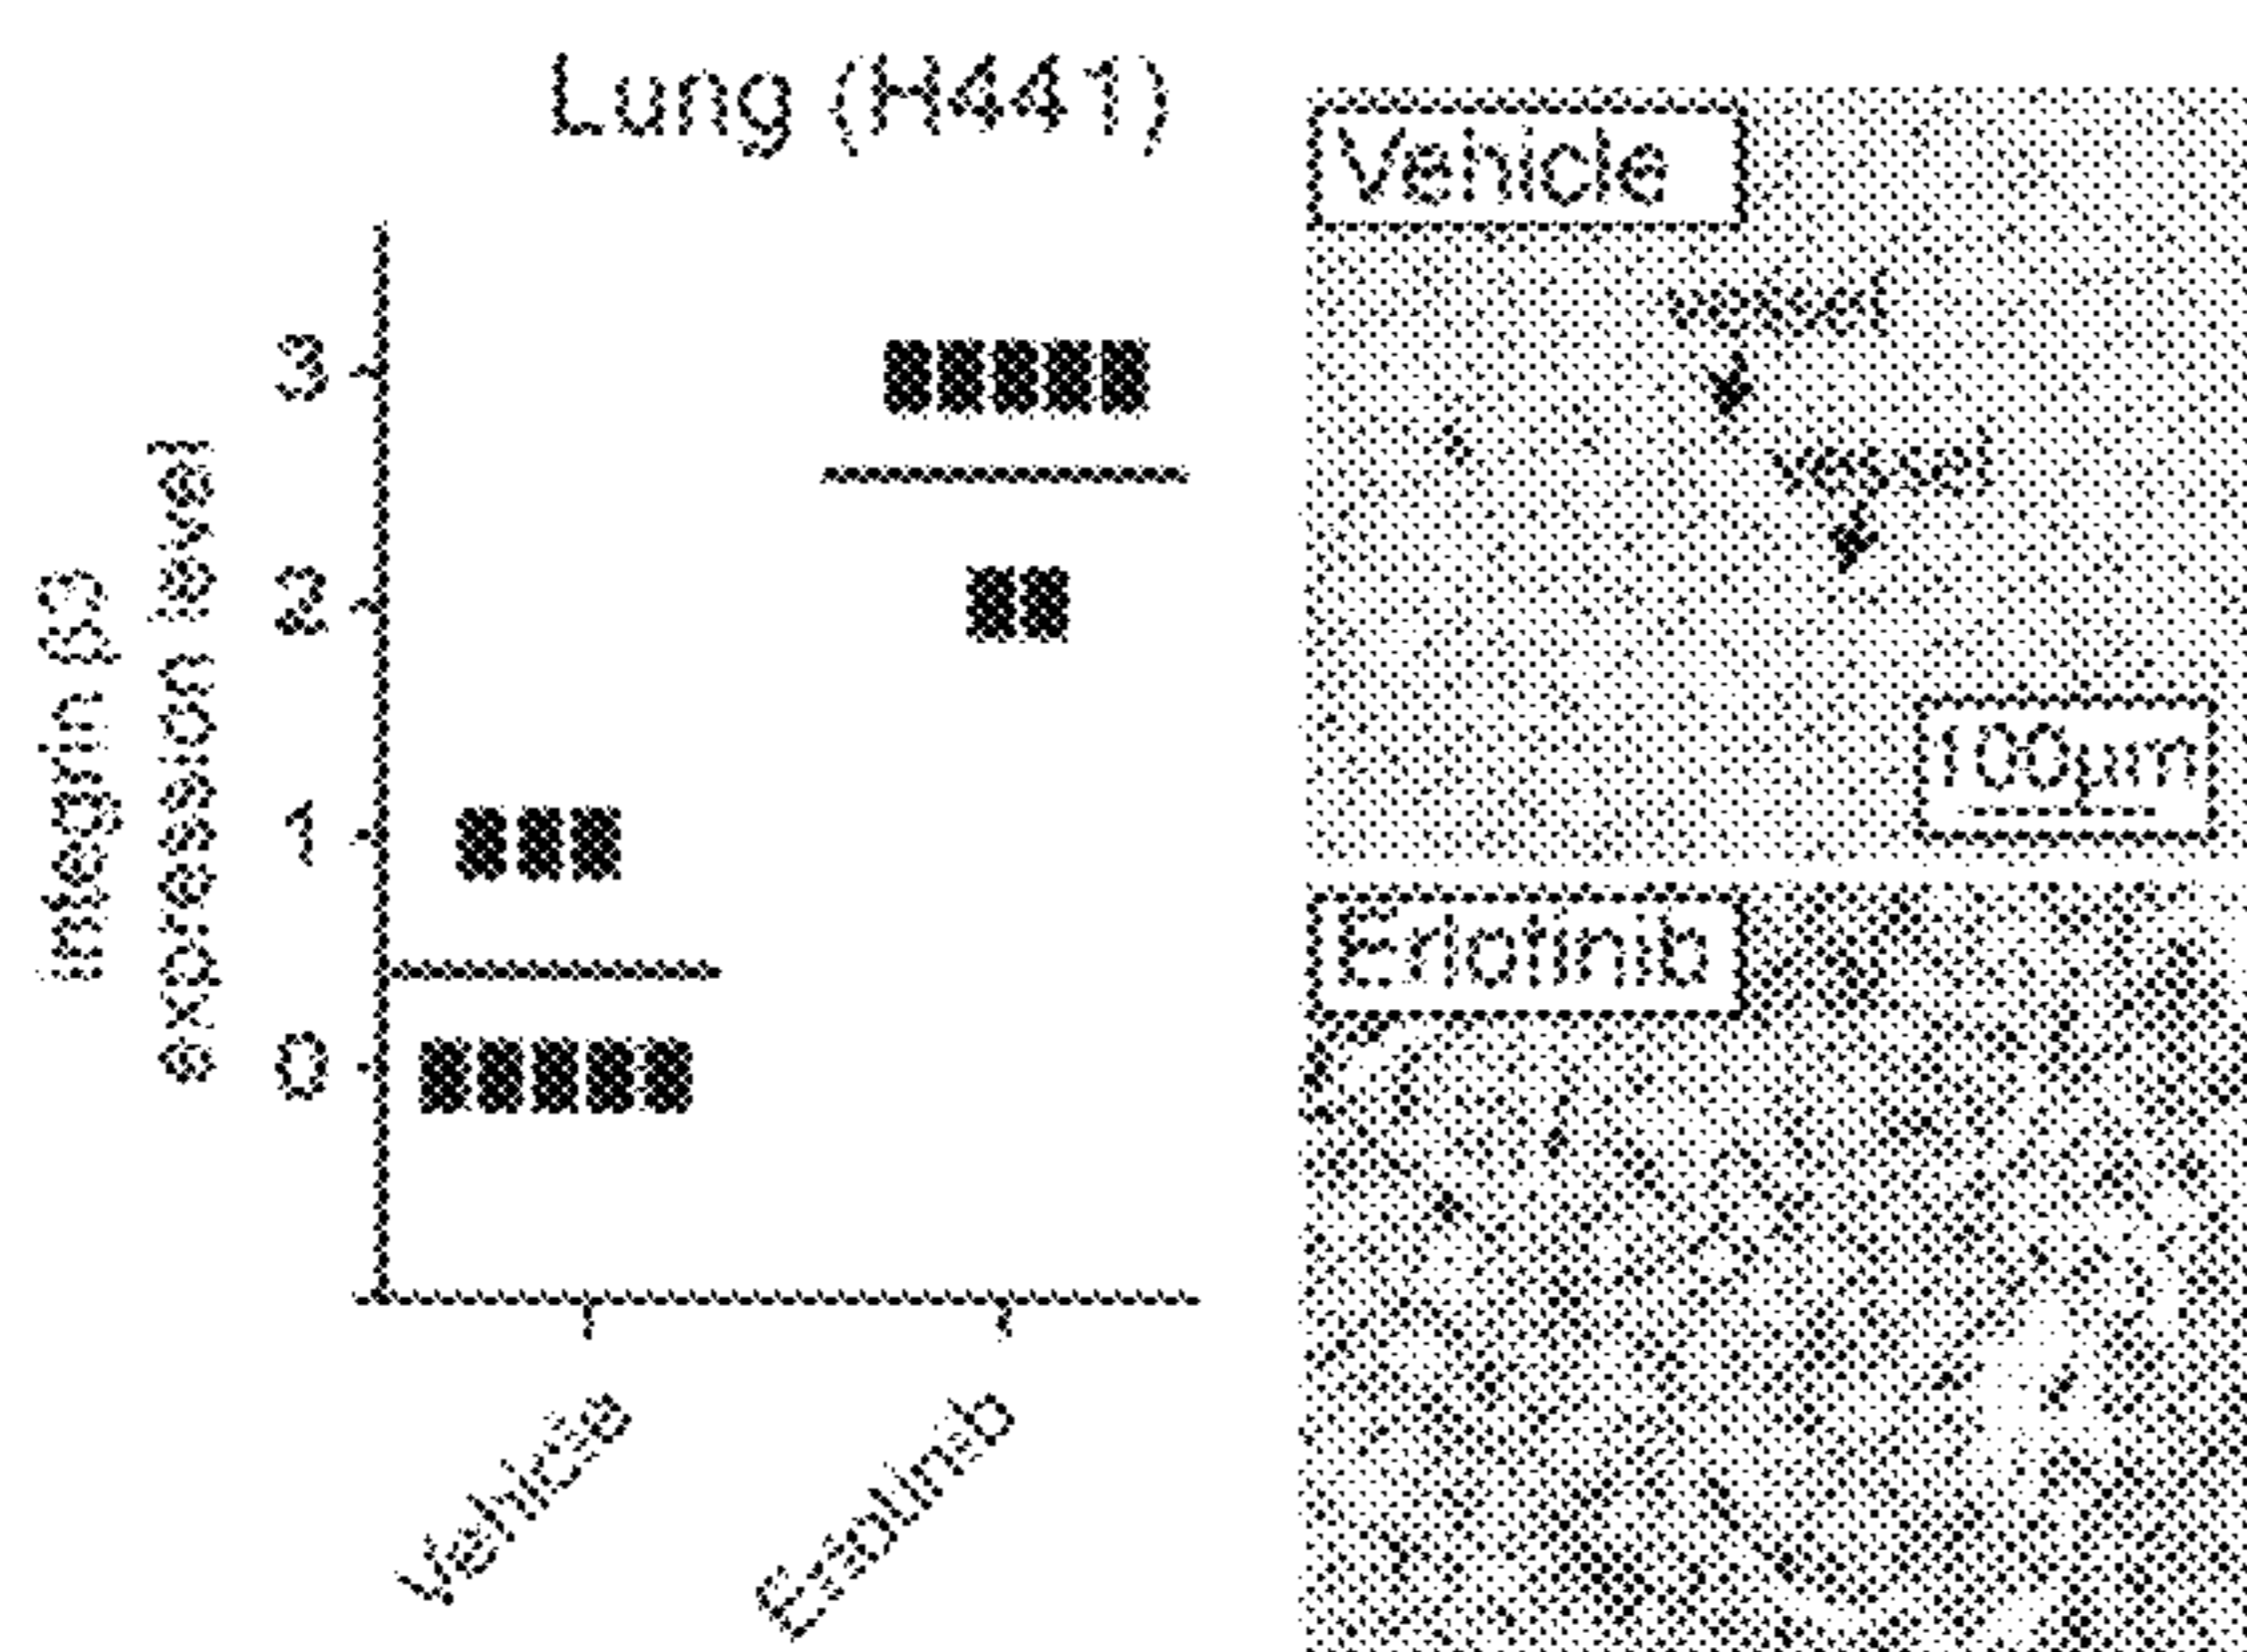 Lung (H441)
integrin β3
expression level
3
2
1
0
Vehicle
Erlotinib
Vehicle
vessel
vessel
100μm
Erlotinib